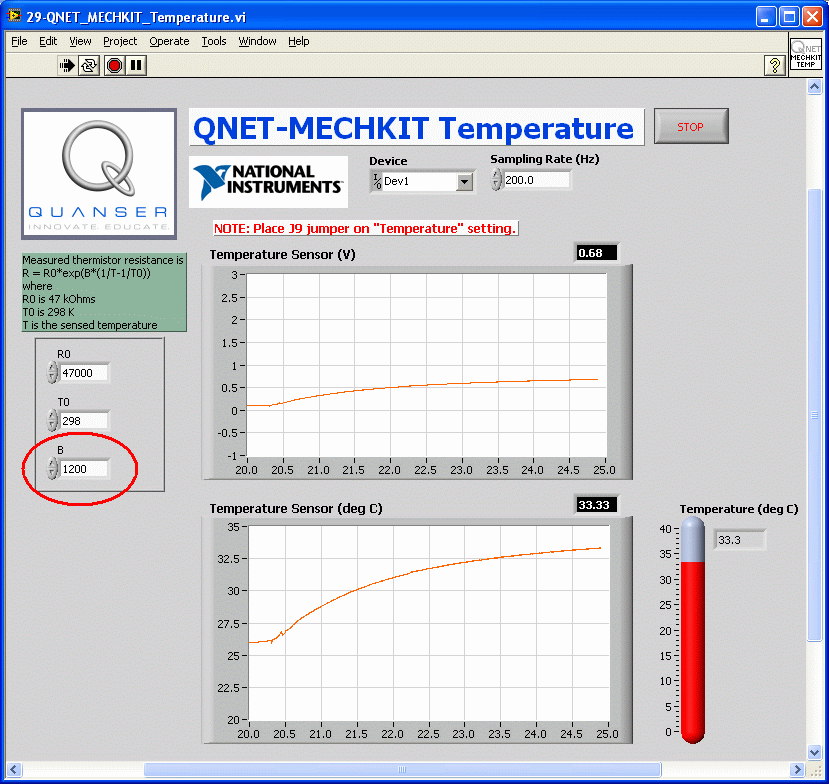 29-QNET_MECHKIT_Temperature.vi
File Edit View Project Operate Tools Window Help
?
QNET
MECHKIT
TEMP
QUANSER
INNOVATE. EDUCATE.
QNET-MECHKIT Temperature
STOP
NATIONAL
INSTRUMENTS
Device
Dev1
Sampling Rate (Hz)
200.0
NOTE: Place J9 jumper on "Temperature" setting.
Measured thermistor resistance is
R = R0*exp(B*(1/T-1/T0))
where
R0 is 47 kOhms
T0 is 298 K
T is the sensed temperature
R0
47000
T0
298
B
1200
Temperature Sensor (V)
0.68
3
2.5
2
1.5
1
0.5
0
-0.5
-1
20.0 20.5 21.0 21.5 22.0 22.5 23.0 23.5 24.0 24.5 25.0
Temperature Sensor (deg C)
33.33
35
32.5
30
27.5
25
22.5
20
20.0 20.5 21.0 21.5 22.0 22.5 23.0 23.5 24.0 24.5 25.0
Temperature (deg C)
33.3
40
35
30
25
20
15
10
5
0